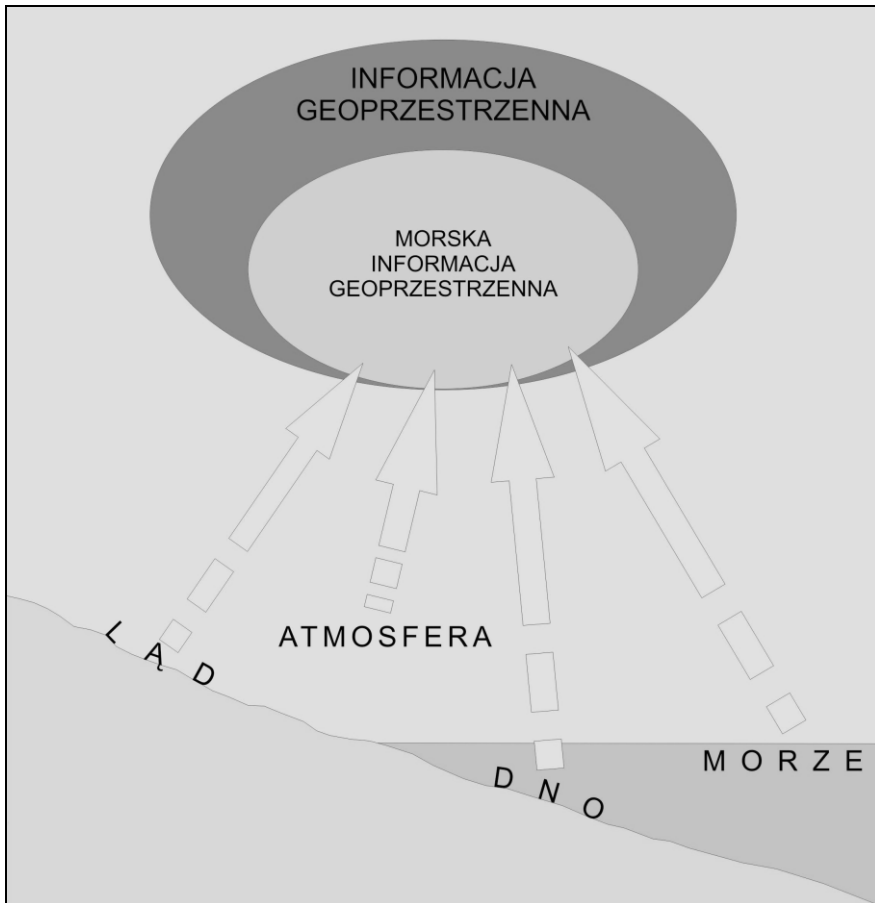 INFORMACJA
GEOPRZESTRZENNA
MORSKA
INFORMACJA
GEOPRZESTRZENNA
LĄD
ATMOSFERA
DNO
MORZE